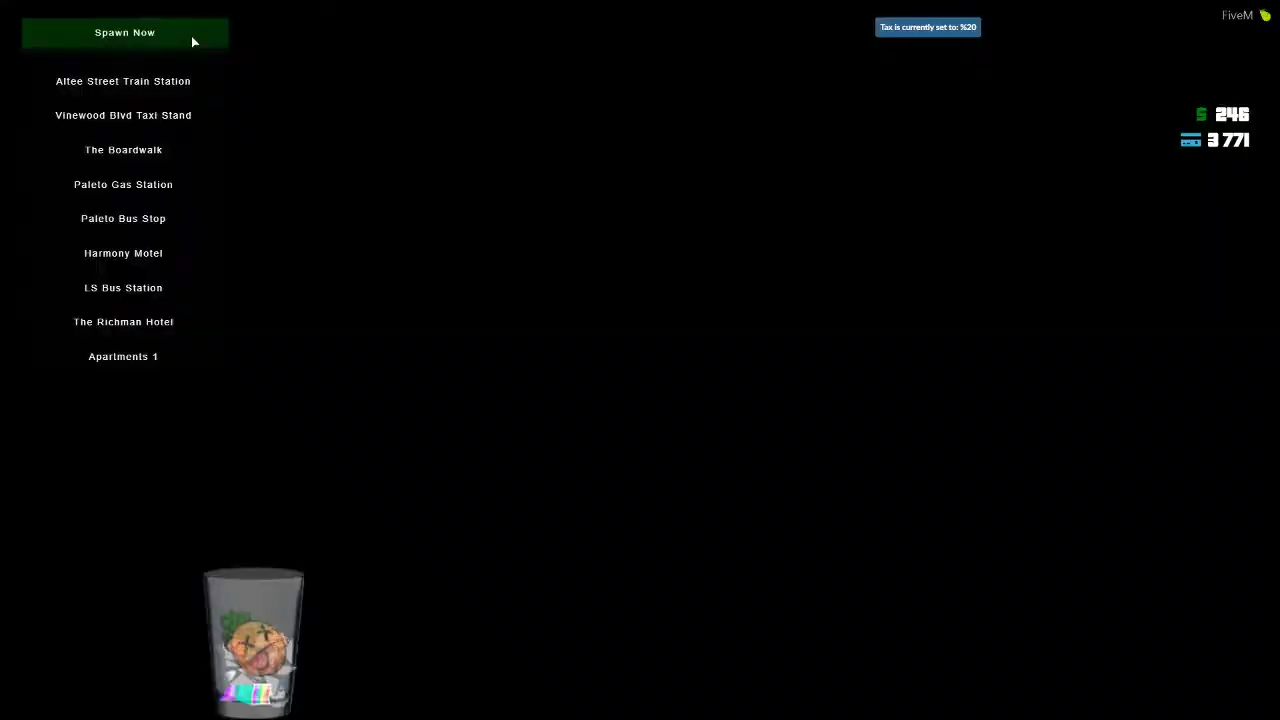 Spawn Now
Altee Street Train Station
Vinewood Blvd Taxi Stand
The Boardwalk
Paleto Gas Station
Paleto Bus Stop
Harmony Motel
LS Bus Station
The Richman Hotel
Apartments 1
Tax is currently set to: %20
FiveM
$ 246
3 771